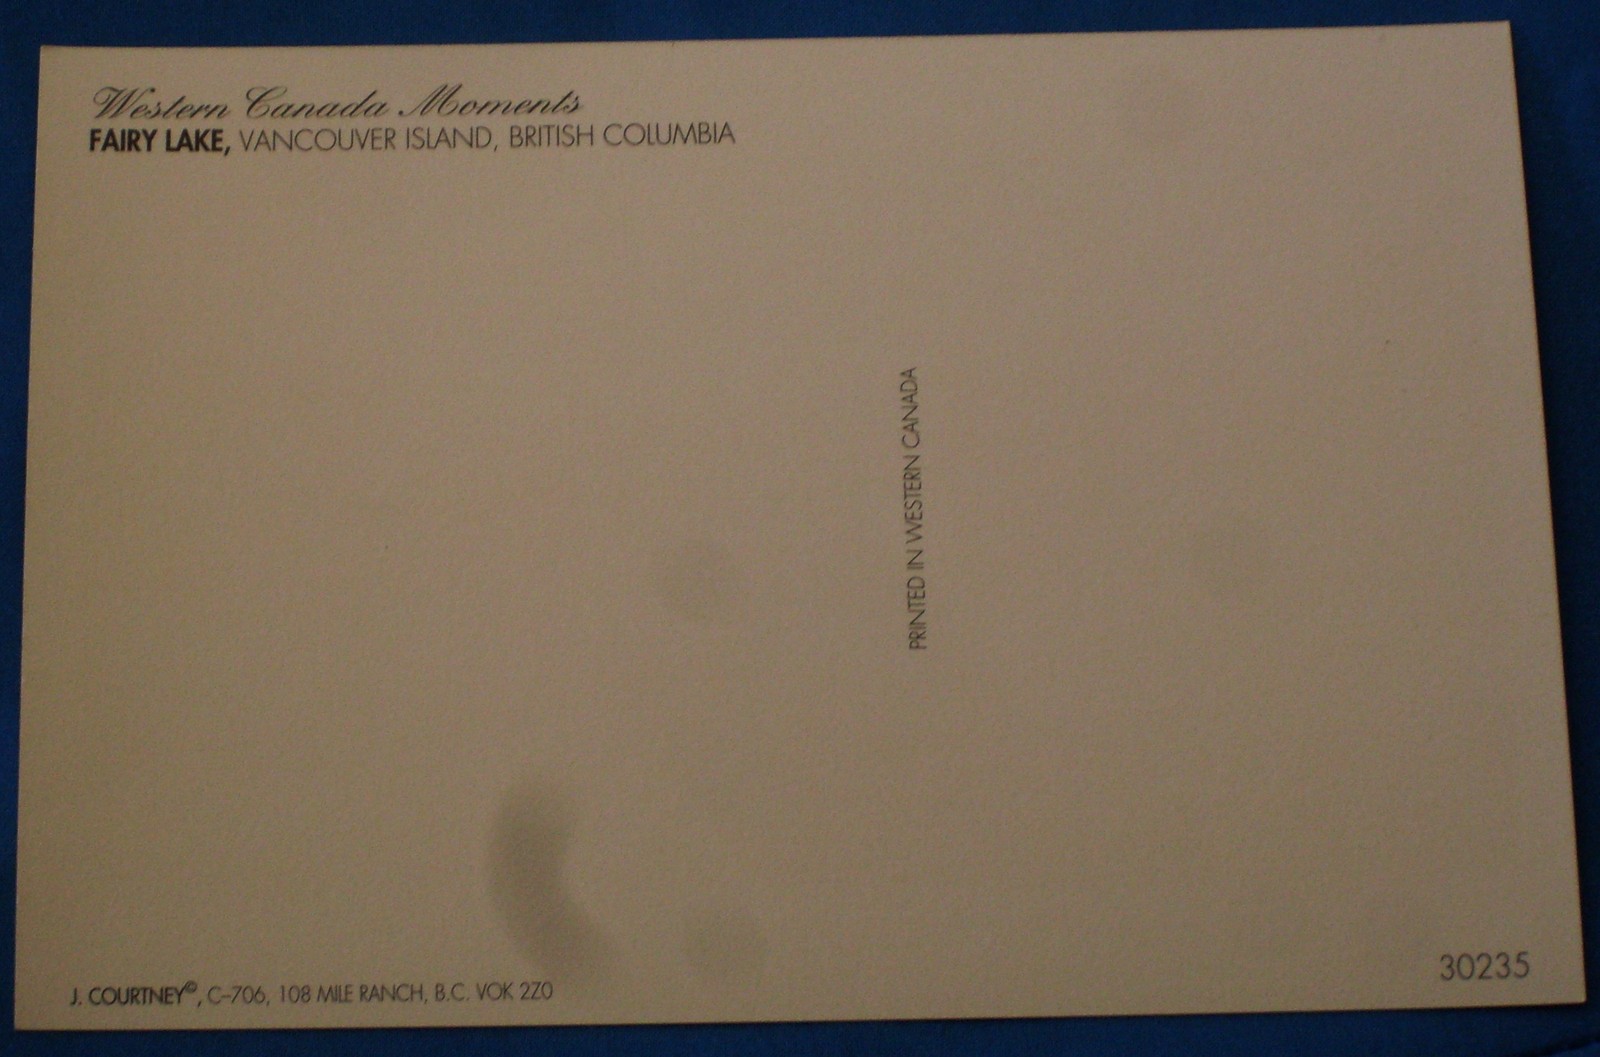 Western Canada Moments
FAIRY LAKE, VANCOUVER ISLAND, BRITISH COLUMBIA
PRINTED IN WESTERN CANADA
J. COURTNEY©, C–706, 108 MILE RANCH, B.C. VOK 2Z0
30235